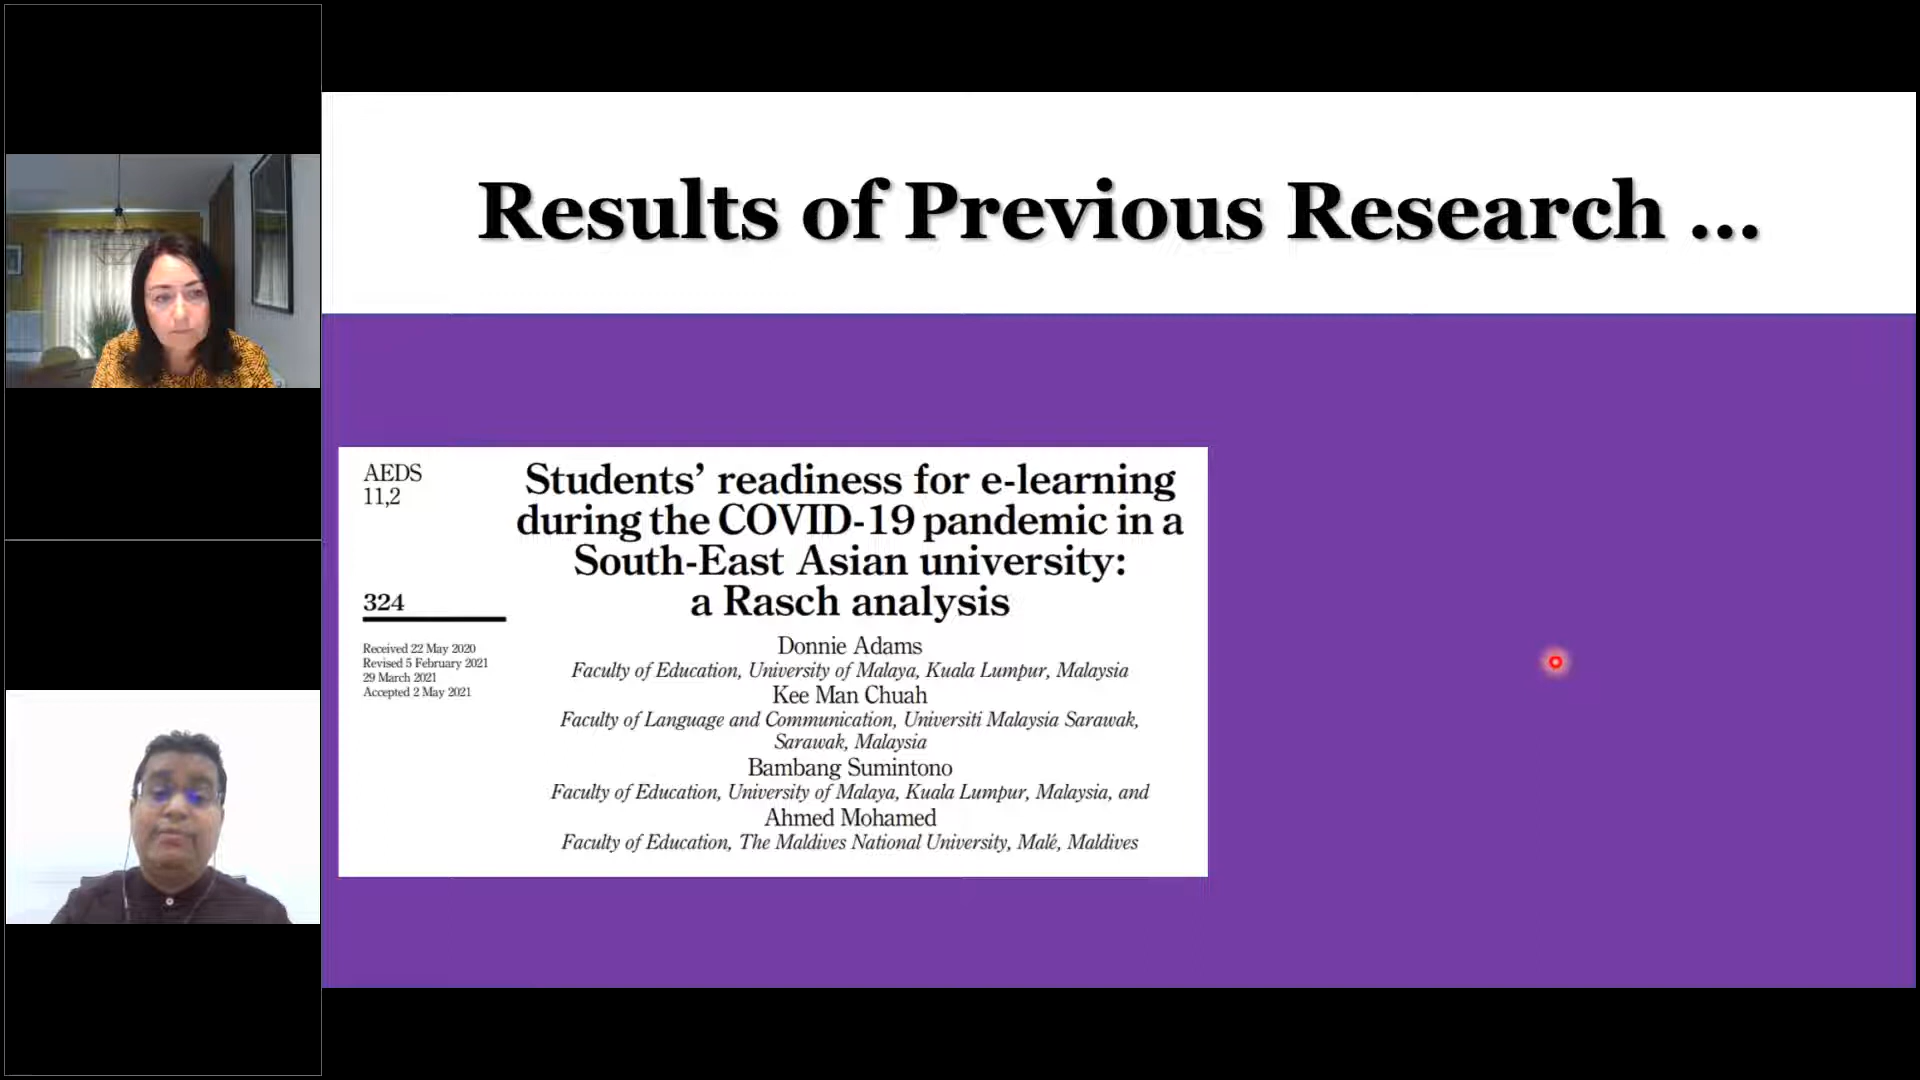 Results of Previous Research ...
AEDS
11,2
324
Received 22 May 2020
Revised 5 February 2021
29 March 2021
Accepted 2 May 2021
Students’ readiness for e-learning
during the COVID-19 pandemic in a
South-East Asian university:
a Rasch analysis
Donnie Adams
Faculty of Education, University of Malaya, Kuala Lumpur, Malaysia
Kee Man Chuah
Faculty of Language and Communication, Universiti Malaysia Sarawak,
Sarawak, Malaysia
Bambang Sumintono
Faculty of Education, University of Malaya, Kuala Lumpur, Malaysia, and
Ahmed Mohamed
Faculty of Education, The Maldives National University, Malé, Maldives